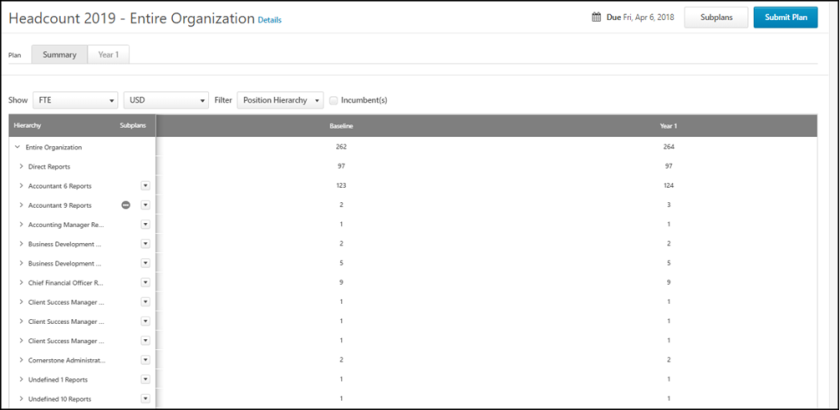 Headcount 2019 - Entire Organization Details
Due Fri, Apr 6, 2018 Subplans Submit Plan
Plan Summary Year 1
Show FTE USD Filter Position Hierarchy Incumbent(s)
Hierarchy Subplans Baseline Year 1
Entire Organization 262 264
Direct Reports 97 97
Accountant 6 Reports 123 124
Accountant 9 Reports 2 3
Accounting Manager Re... 1 1
Business Development ... 2 2
Business Development ... 5 5
Chief Financial Officer R... 9 9
Client Success Manager ... 1 1
Client Success Manager ... 1 1
Client Success Manager ... 1 1
Cornerstone Administrat... 2 2
Undefined 1 Reports 1 1
Undefined 10 Reports 1 1